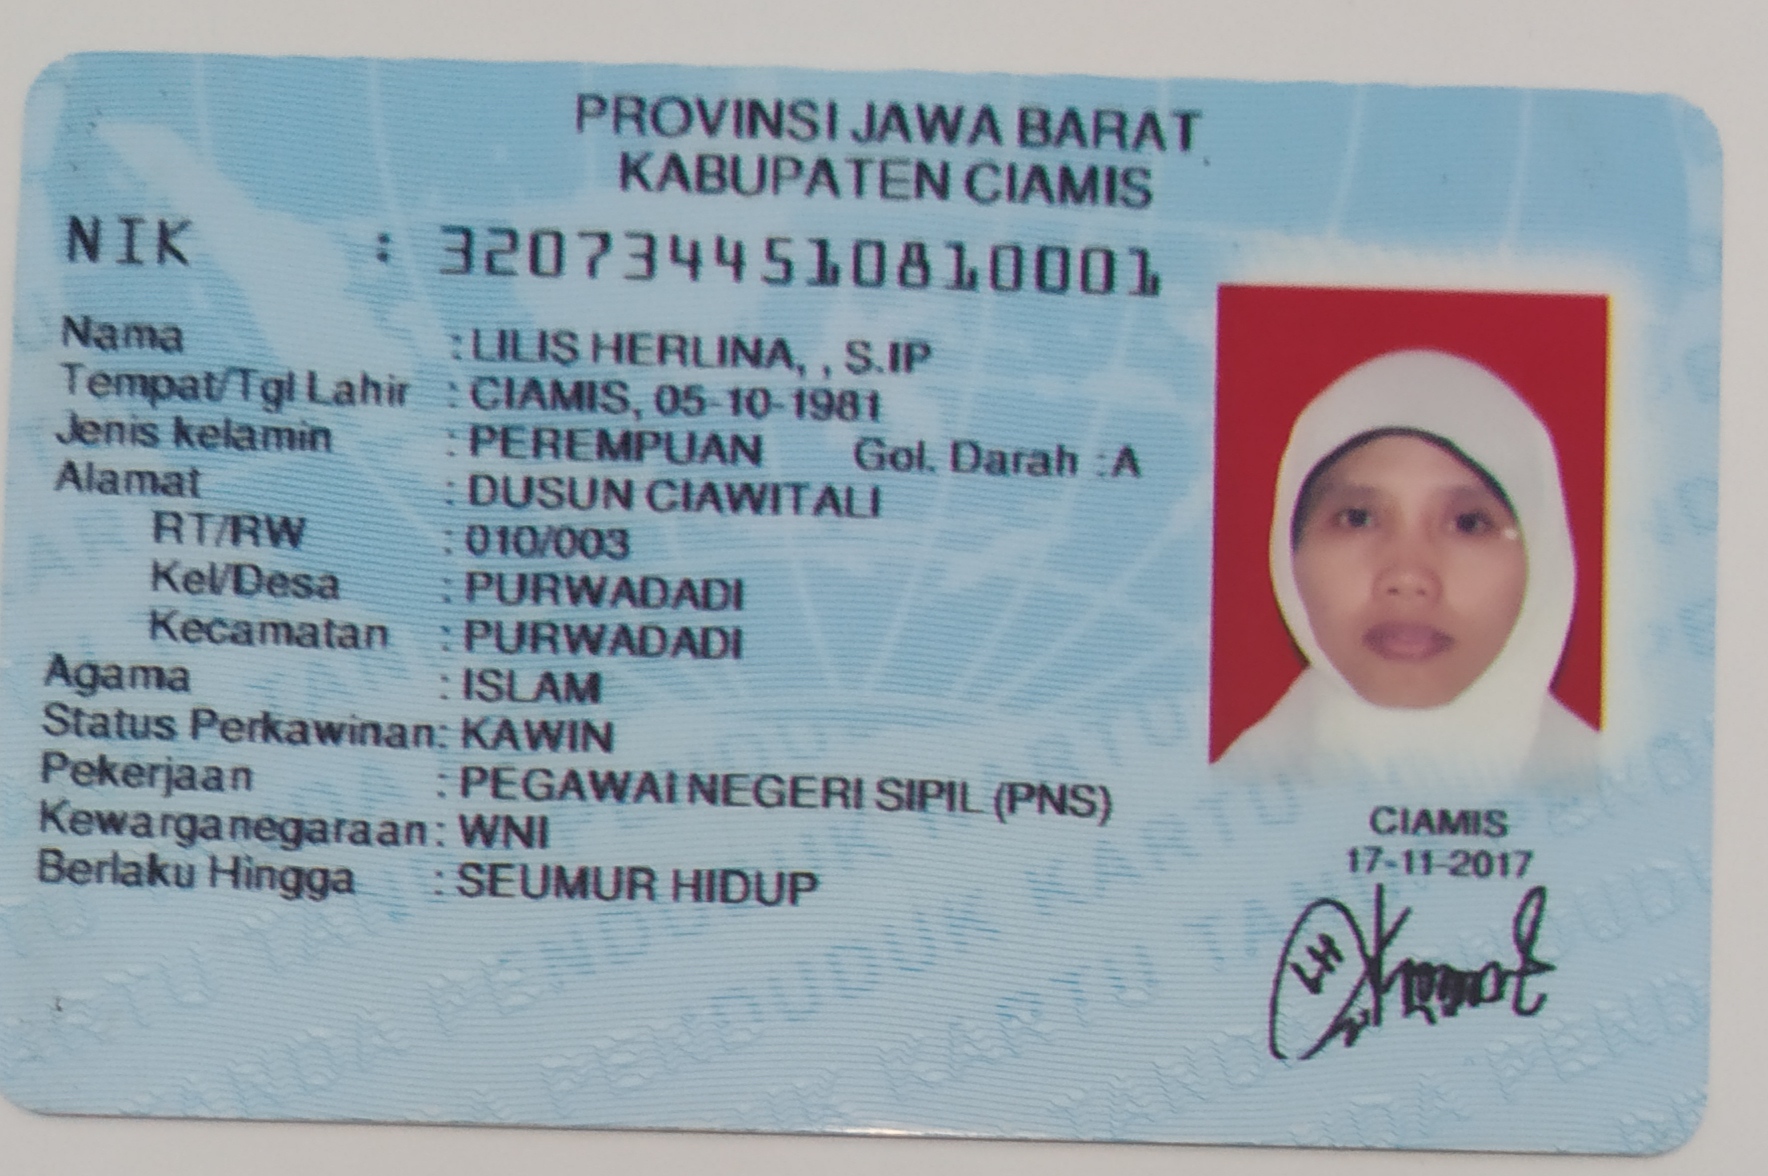 PROVINSI JAWA BARAT
KABUPATEN CIAMIS
NIK : 3207344510810001
Nama : LILIS HERLINA, , S.IP
Tempat/Tgl Lahir : CIAMIS, 05-10-1981
Jenis kelamin : PEREMPUAN Gol. Darah : A
Alamat : DUSUN CIAWITALI
RT/RW : 010/003
Kel/Desa : PURWADADI
Kecamatan : PURWADADI
Agama : ISLAM
Status Perkawinan: KAWIN
Pekerjaan : PEGAWAI NEGERI SIPIL (PNS)
Kewarganegaraan: WNI
Berlaku Hingga : SEUMUR HIDUP
CIAMIS
17-11-2017